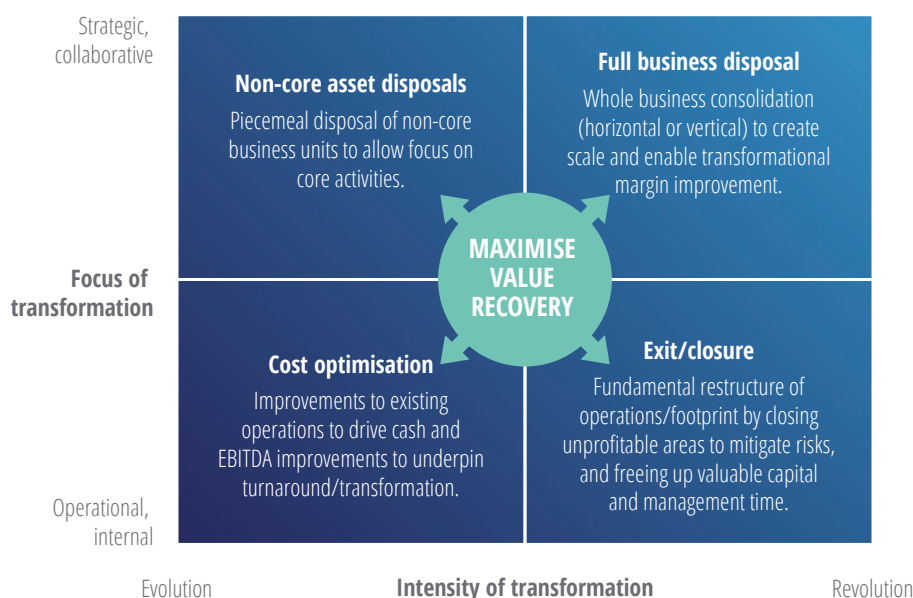 Strategic,
collaborative
Non-core asset disposals
Piecemeal disposal of non-core
business units to allow focus on
core activities.
Full business disposal
Whole business consolidation
(horizontal or vertical) to create
scale and enable transformational
margin improvement.
MAXIMISE
VALUE
RECOVERY
Focus of
transformation
Cost optimisation
Improvements to existing
operations to drive cash and
EBITDA improvements to underpin
turnaround/transformation.
Exit/closure
Fundamental restructure of
operations/footprint by closing
unprofitable areas to mitigate risks,
and freeing up valuable capital
and management time.
Operational,
internal
Evolution
Intensity of transformation
Revolution